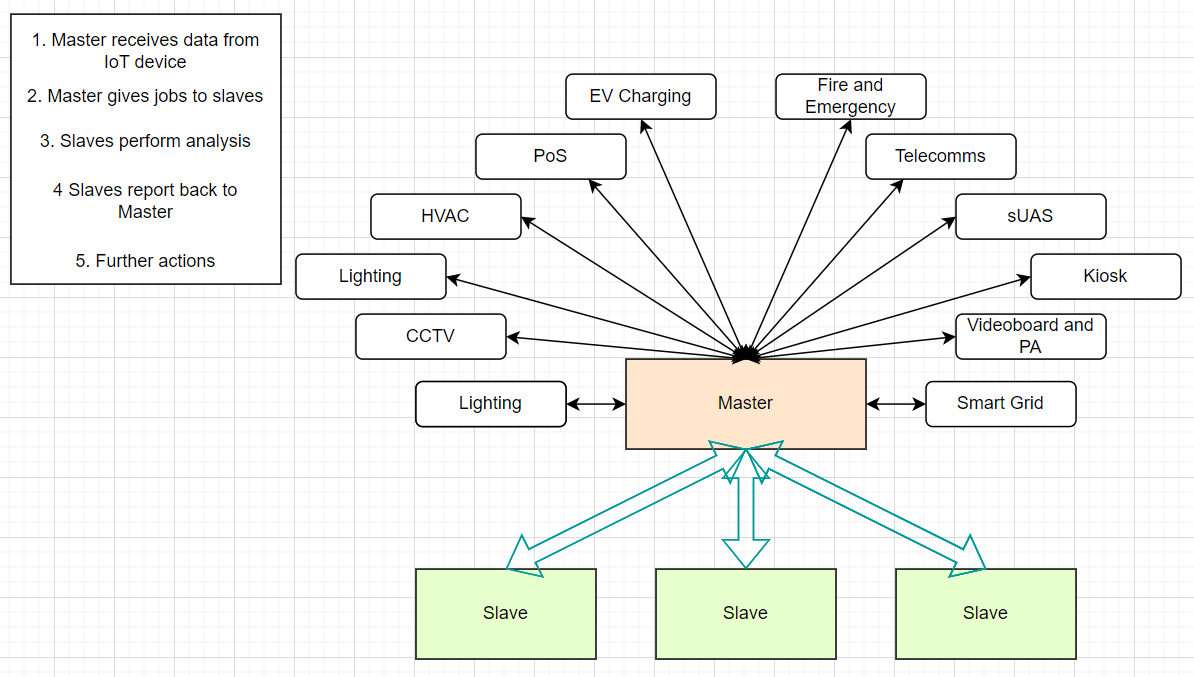 1. Master receives data from
IoT device
2. Master gives jobs to slaves
3. Slaves perform analysis
4 Slaves report back to
Master
5. Further actions
EV Charging
Fire and
Emergency
PoS
Telecomms
HVAC
sUAS
Lighting
Kiosk
CCTV
Videoboard and
PA
Lighting
Master
Smart Grid
Slave
Slave
Slave